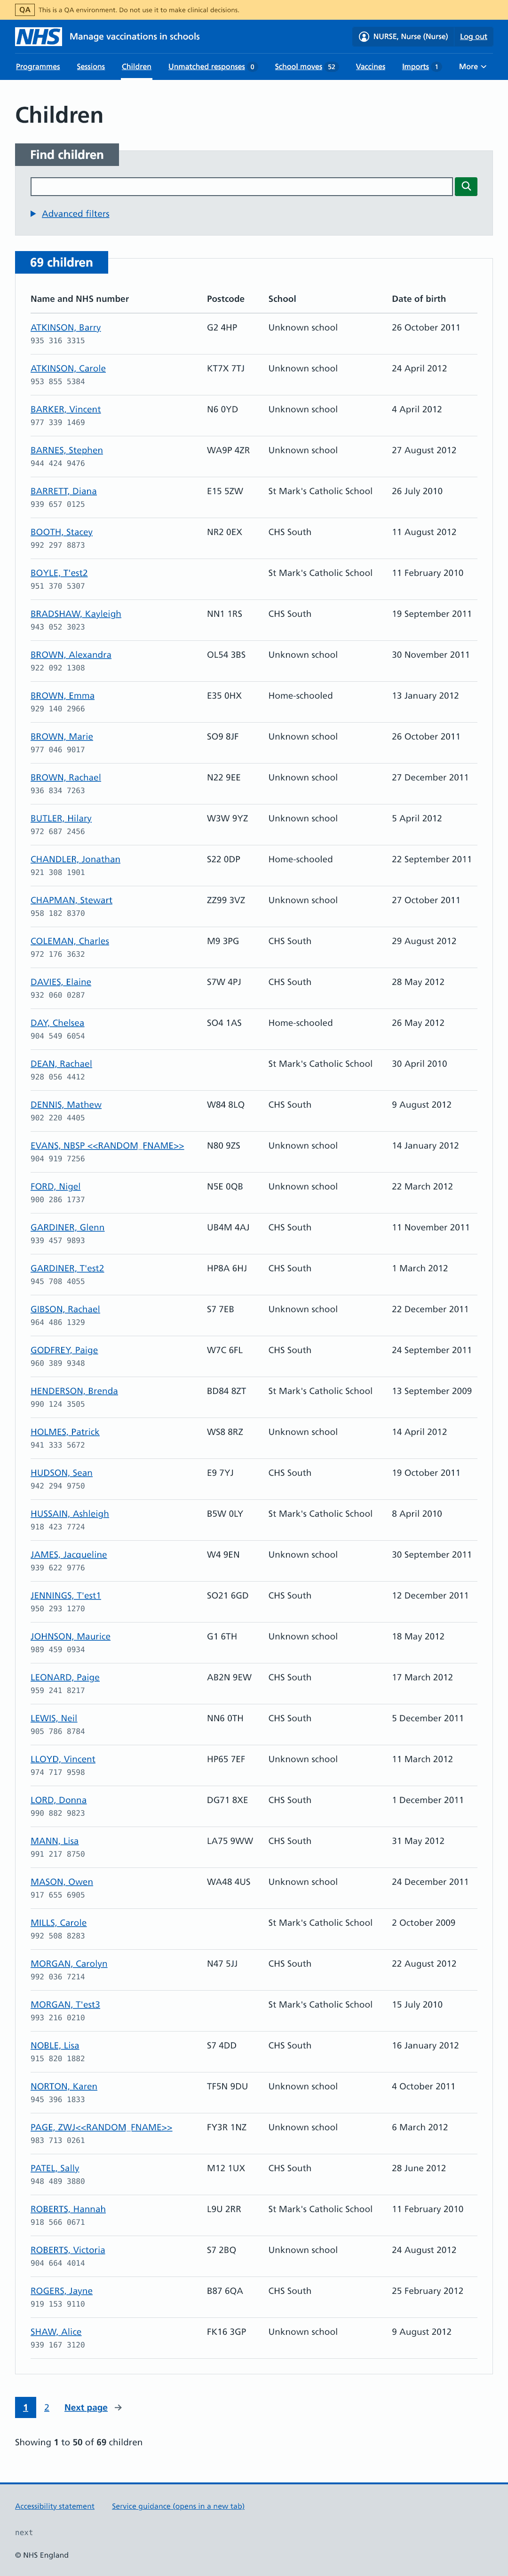 QA This is a QA environment. Do not use it to make clinical decisions.
NHS Manage vaccinations in schools NURSE, Nurse (Nurse) Log out
Programmes Sessions Children Unmatched responses 0 School moves 52 Vaccines Imports 1 More
Children
Find children
Advanced filters
69 children
Name and NHS number Postcode School Date of birth
ATKINSON, Barry G2 4HP Unknown school 26 October 2011
935 316 3315
ATKINSON, Carole KT7X 7TJ Unknown school 24 April 2012
953 855 5384
BARKER, Vincent N6 0YD Unknown school 4 April 2012
977 339 1469
BARNES, Stephen WA9P 4ZR Unknown school 27 August 2012
944 424 9476
BARRETT, Diana E15 5ZW St Mark's Catholic School 26 July 2010
939 657 0125
BOOTH, Stacey NR2 0EX CHS South 11 August 2012
992 297 8873
BOYLE, T'est2 St Mark's Catholic School 11 February 2010
951 370 5307
BRADSHAW, Kayleigh NN1 1RS CHS South 19 September 2011
943 052 3023
BROWN, Alexandra OL54 3BS Unknown school 30 November 2011
922 092 1308
BROWN, Emma E35 0HX Home-schooled 13 January 2012
929 140 2966
BROWN, Marie SO9 8JF Unknown school 26 October 2011
977 046 9017
BROWN, Rachael N22 9EE Unknown school 27 December 2011
936 834 7263
BUTLER, Hilary W3W 9YZ Unknown school 5 April 2012
972 687 2456
CHANDLER, Jonathan S22 0DP Home-schooled 22 September 2011
921 308 1901
CHAPMAN, Stewart ZZ99 3VZ Unknown school 27 October 2011
958 182 8370
COLEMAN, Charles M9 3PG CHS South 29 August 2012
972 176 3632
DAVIES, Elaine S7W 4PJ CHS South 28 May 2012
932 060 0287
DAY, Chelsea SO4 1AS Home-schooled 26 May 2012
904 549 6054
DEAN, Rachael St Mark's Catholic School 30 April 2010
928 056 4412
DENNIS, Mathew W84 8LQ CHS South 9 August 2012
902 220 4405
EVANS, NBSP <<RANDOM_FNAME>> N80 9ZS Unknown school 14 January 2012
904 919 7256
FORD, Nigel N5E 0QB Unknown school 22 March 2012
900 286 1737
GARDINER, Glenn UB4M 4AJ CHS South 11 November 2011
939 457 9893
GARDINER, T'est2 HP8A 6HJ CHS South 1 March 2012
945 708 4055
GIBSON, Rachael S7 7EB Unknown school 22 December 2011
964 486 1329
GODFREY, Paige W7C 6FL CHS South 24 September 2011
960 389 9348
HENDERSON, Brenda BD84 8ZT St Mark's Catholic School 13 September 2009
990 124 3505
HOLMES, Patrick WS8 8RZ Unknown school 14 April 2012
941 333 5672
HUDSON, Sean E9 7YJ CHS South 19 October 2011
942 294 9750
HUSSAIN, Ashleigh B5W 0LY St Mark's Catholic School 8 April 2010
918 423 7724
JAMES, Jacqueline W4 9EN Unknown school 30 September 2011
939 622 9776
JENNINGS, T'est1 SO21 6GD CHS South 12 December 2011
950 293 1270
JOHNSON, Maurice G1 6TH Unknown school 18 May 2012
989 459 0934
LEONARD, Paige AB2N 9EW CHS South 17 March 2012
959 241 8217
LEWIS, Neil NN6 0TH CHS South 5 December 2011
905 786 8784
LLOYD, Vincent HP65 7EF Unknown school 11 March 2012
974 717 9598
LORD, Donna DG71 8XE CHS South 1 December 2011
990 882 9823
MANN, Lisa LA75 9WW CHS South 31 May 2012
991 217 8750
MASON, Owen WA48 4US Unknown school 24 December 2011
917 655 6905
MILLS, Carole St Mark's Catholic School 2 October 2009
992 508 8283
MORGAN, Carolyn N47 5JJ CHS South 22 August 2012
992 036 7214
MORGAN, T'est3 St Mark's Catholic School 15 July 2010
993 216 0210
NOBLE, Lisa S7 4DD CHS South 16 January 2012
915 820 1882
NORTON, Karen TF5N 9DU Unknown school 4 October 2011
945 396 1833
PAGE, ZWJ<<RANDOM_FNAME>> FY3R 1NZ Unknown school 6 March 2012
983 713 0261
PATEL, Sally M12 1UX CHS South 28 June 2012
948 489 3880
ROBERTS, Hannah L9U 2RR St Mark's Catholic School 11 February 2010
918 566 0671
ROBERTS, Victoria S7 2BQ Unknown school 24 August 2012
904 664 4014
ROGERS, Jayne B87 6QA CHS South 25 February 2012
919 153 9110
SHAW, Alice FK16 3GP Unknown school 9 August 2012
939 167 3120
1 2 Next page
Showing 1 to 50 of 69 children
Accessibility statement Service guidance (opens in a new tab)
next
© NHS England